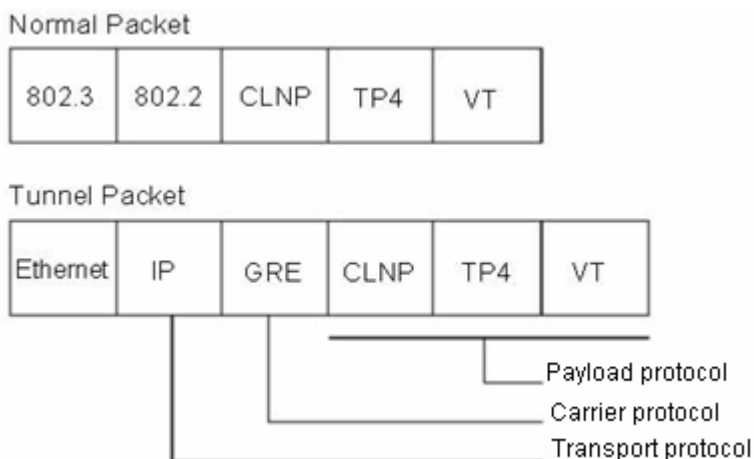 Normal Packet
802.3 802.2 CLNP TP4 VT
Tunnel Packet
Ethernet IP GRE CLNP TP4 VT
Payload protocol
Carrier protocol
Transport protocol